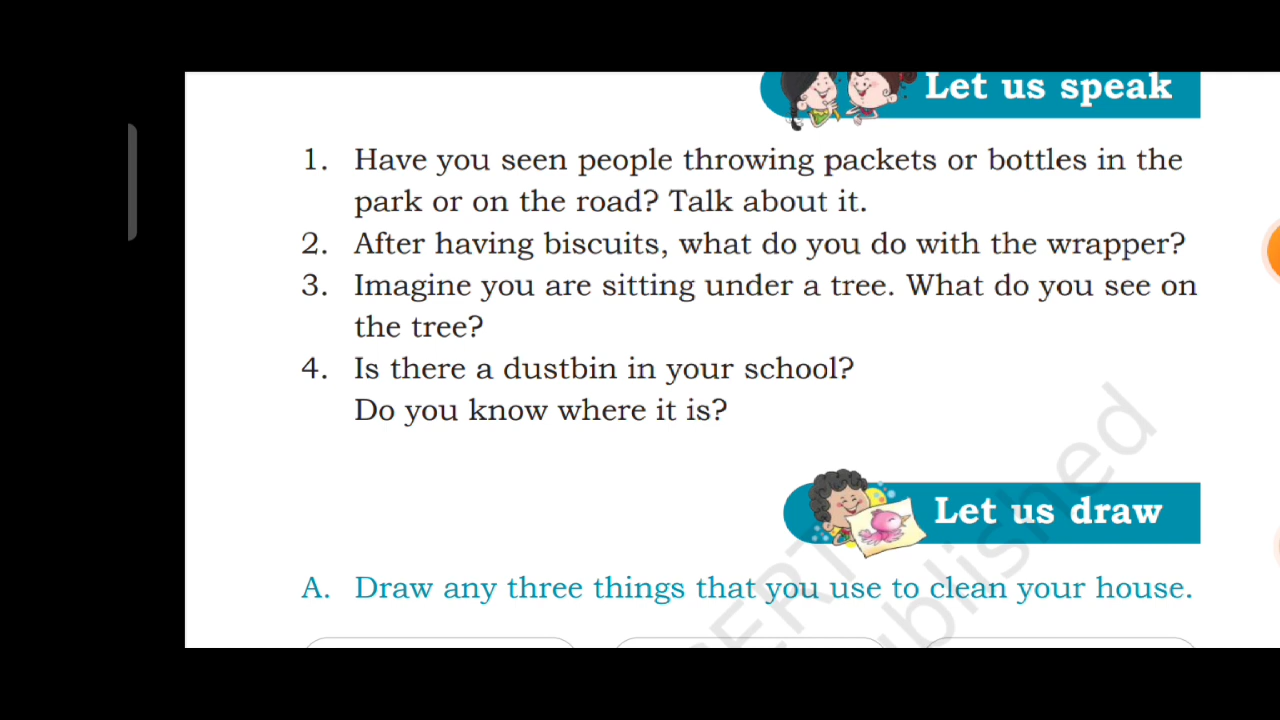 Let us speak
1. Have you seen people throwing packets or bottles in the
park or on the road? Talk about it.
2. After having biscuits, what do you do with the wrapper?
3. Imagine you are sitting under a tree. What do you see on
the tree?
4. Is there a dustbin in your school?
Do you know where it is?
Let us draw
A. Draw any three things that you use to clean your house.